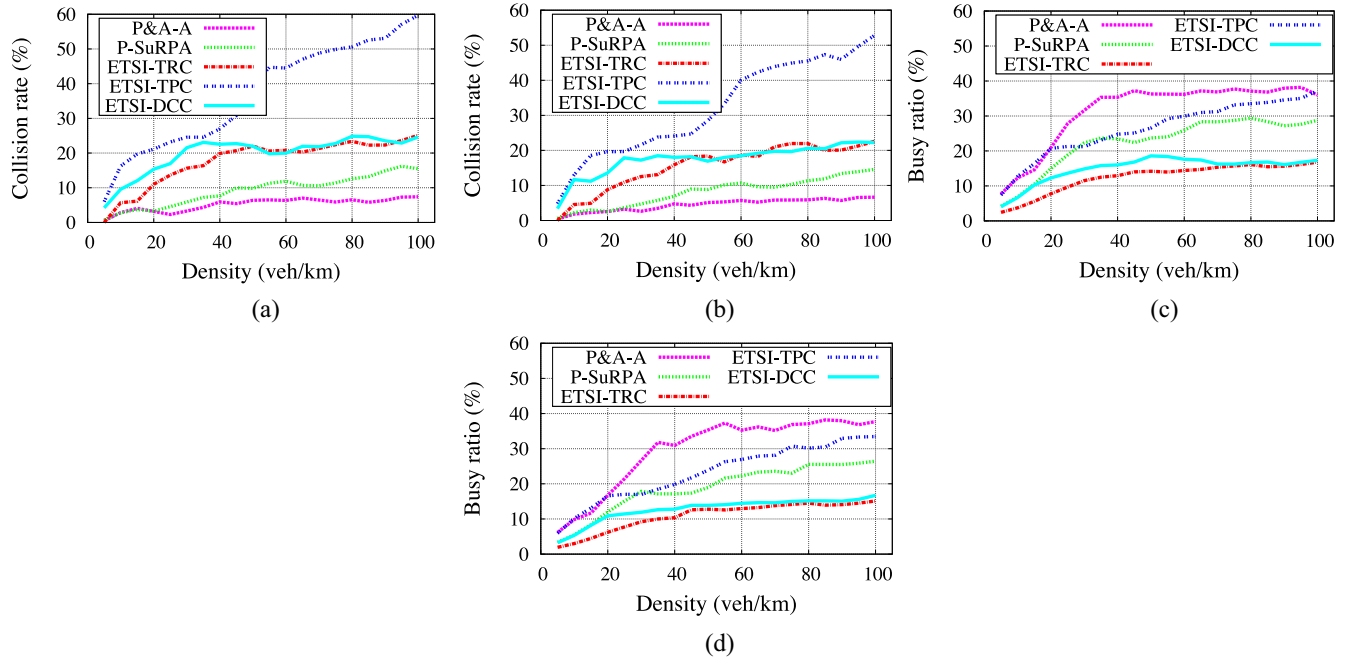 60
50
40
30
20
10
0
Collision rate (%)
P&A-A
P-SuRPA
ETSI-TRC
ETSI-TPC
ETSI-DCC
0 20 40 60 80 100
Density (veh/km)
(a)
60
50
40
30
20
10
0
Collision rate (%)
P&A-A
P-SuRPA
ETSI-TRC
ETSI-TPC
ETSI-DCC
0 20 40 60 80 100
Density (veh/km)
(b)
60
50
40
30
20
10
0
Busy ratio (%)
P&A-A ETSI-TPC
P-SuRPA ETSI-DCC
ETSI-TRC
0 20 40 60 80 100
Density (veh/km)
(c)
60
50
40
30
20
10
0
Busy ratio (%)
P&A-A ETSI-TPC
P-SuRPA ETSI-DCC
ETSI-TRC
0 20 40 60 80 100
Density (veh/km)
(d)